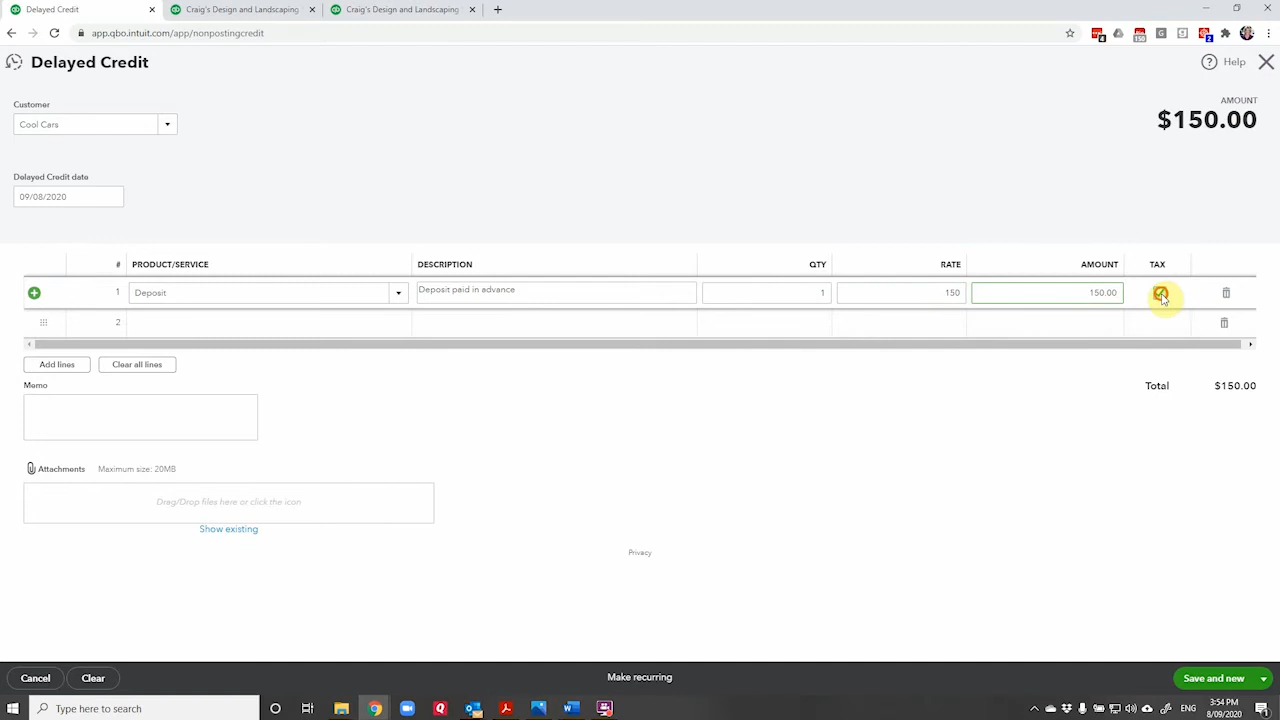 Delayed Credit
Craig's Design and Landscaping
Craig's Design and Landscaping
app.qbo.intuit.com/app/nonpostingcredit
Delayed Credit
Help
Customer
AMOUNT
Cool Cars
$150.00
Delayed Credit date
09/08/2020
# PRODUCT/SERVICE DESCRIPTION QTY RATE AMOUNT TAX
1 Deposit Deposit paid in advance 1 150 150.00
2
Add lines Clear all lines
Memo
Total $150.00
Attachments Maximum size: 20MB
Drag/Drop files here or click the icon
Show existing
Privacy
Cancel Clear Make recurring Save and new
Type here to search
3:54 PM
8/09/2020